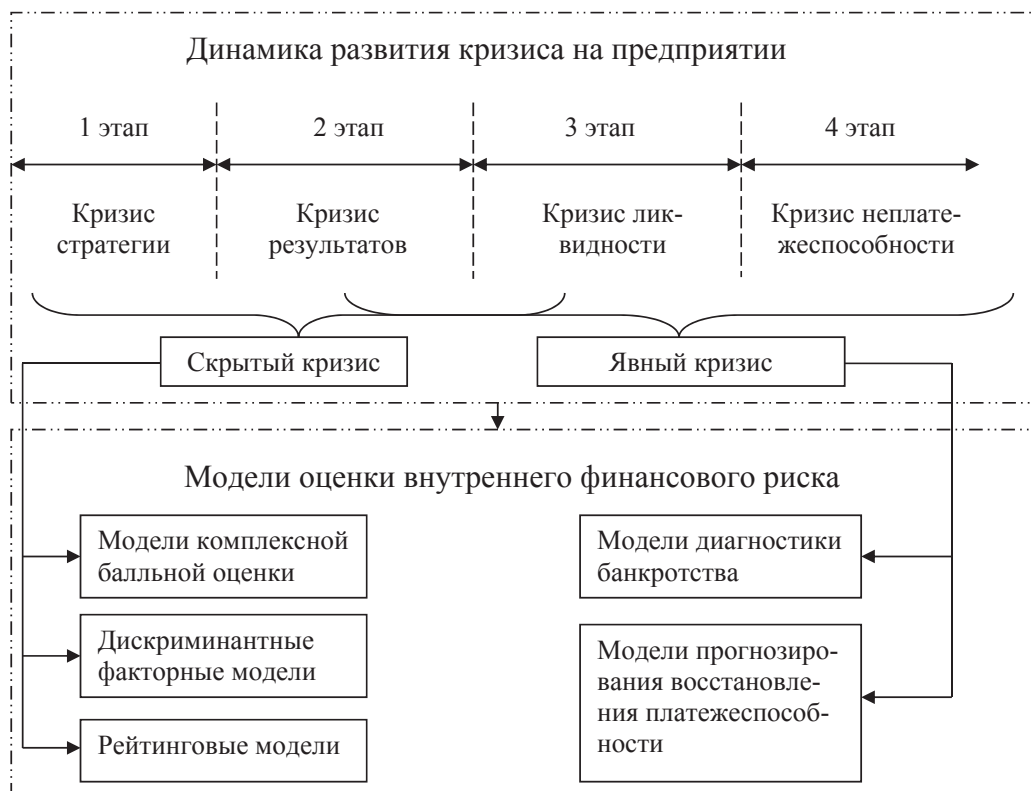 Динамика развития кризиса на предприятии
1 этап
2 этап
3 этап
4 этап
Кризис
стратегии
Кризис
результатов
Кризис лик-
видности
Кризис неплате-
жеспособности
Скрытый кризис
Явный кризис
Модели оценки внутреннего финансового риска
Модели комплексной
балльной оценки
Дискриминантные
факторные модели
Рейтинговые модели
Модели диагностики
банкротства
Модели прогнозиро-
вания восстановле-
ния платежеспособ-
ности